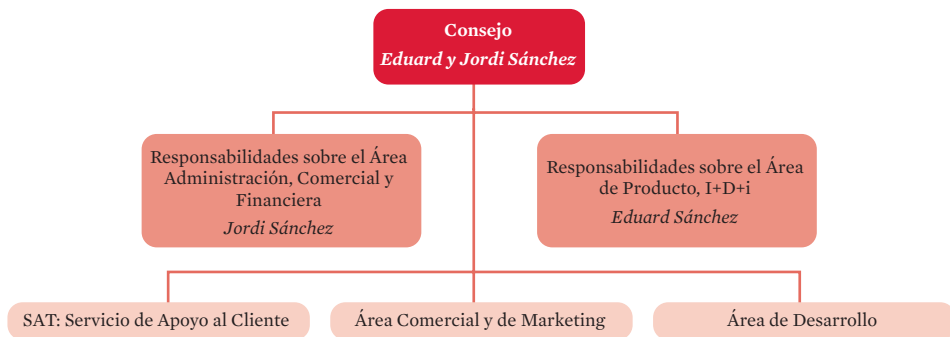 Consejo
Eduard y Jordi Sánchez
Responsabilidades sobre el Área
Administración, Comercial y
Financiera
Jordi Sánchez
Responsabilidades sobre el Área
de Producto, I+D+i
Eduard Sánchez
SAT: Servicio de Apoyo al Cliente
Área Comercial y de Marketing
Área de Desarrollo